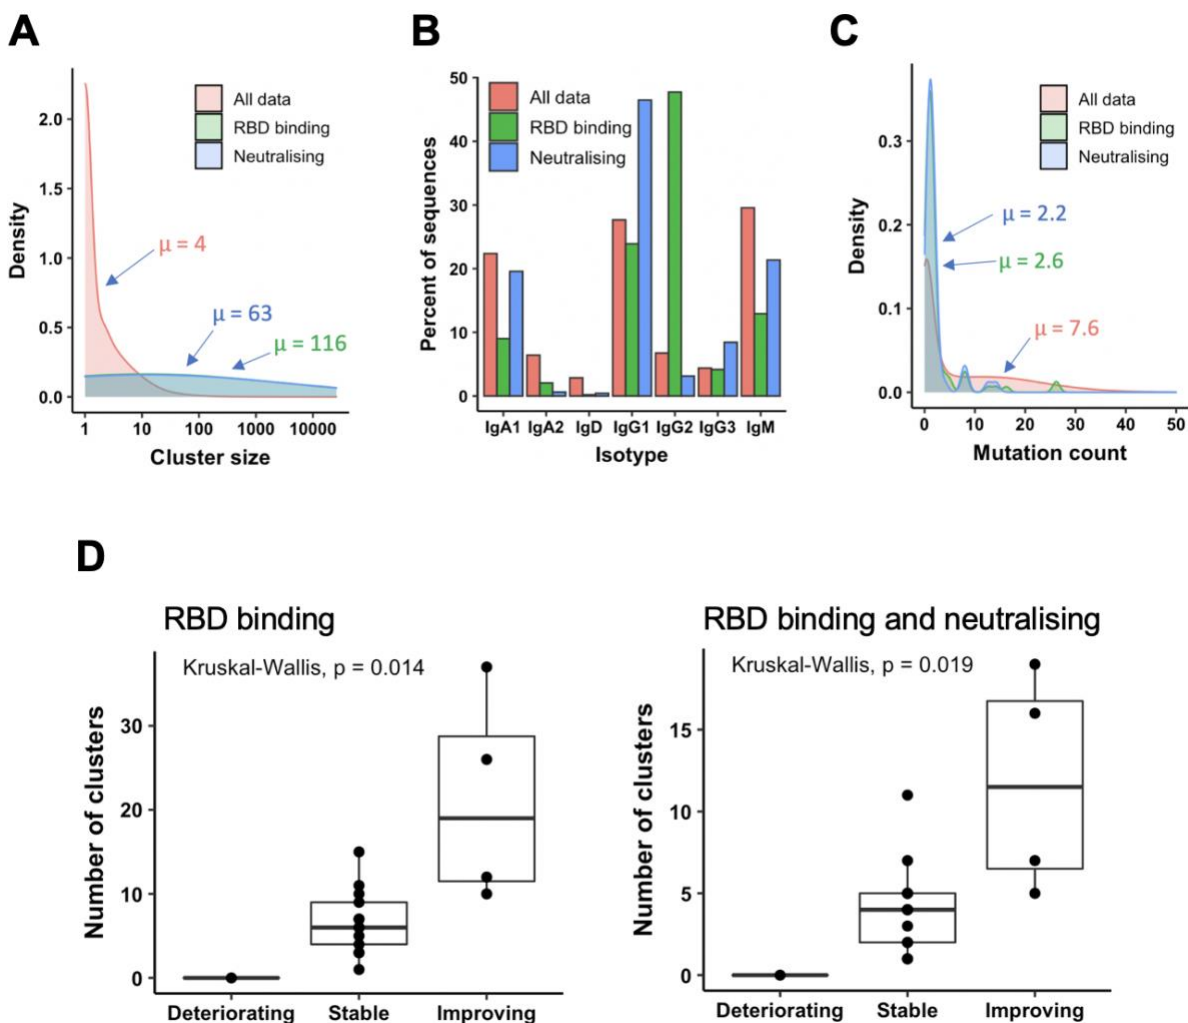 A
B
C
All data
RBD binding
Neutralising
2.0
1.5
1.0
0.5
0.0
Density
μ = 4
μ = 63
μ = 116
1 10 100 1000 10000
Cluster size
50
40
30
20
10
0
Percent of sequences
All data
RBD binding
Neutralising
IgA1 IgA2 IgD IgG1 IgG2 IgG3 IgM
Isotype
0.3
0.2
0.1
0.0
Density
All data
RBD binding
Neutralising
μ = 2.2
μ = 2.6
μ = 7.6
0 10 20 30 40 50
Mutation count
D
RBD binding
Kruskal-Wallis, p = 0.014
30
20
10
0
Number of clusters
Deteriorating Stable Improving
RBD binding and neutralising
Kruskal-Wallis, p = 0.019
15
10
5
0
Number of clusters
Deteriorating Stable Improving